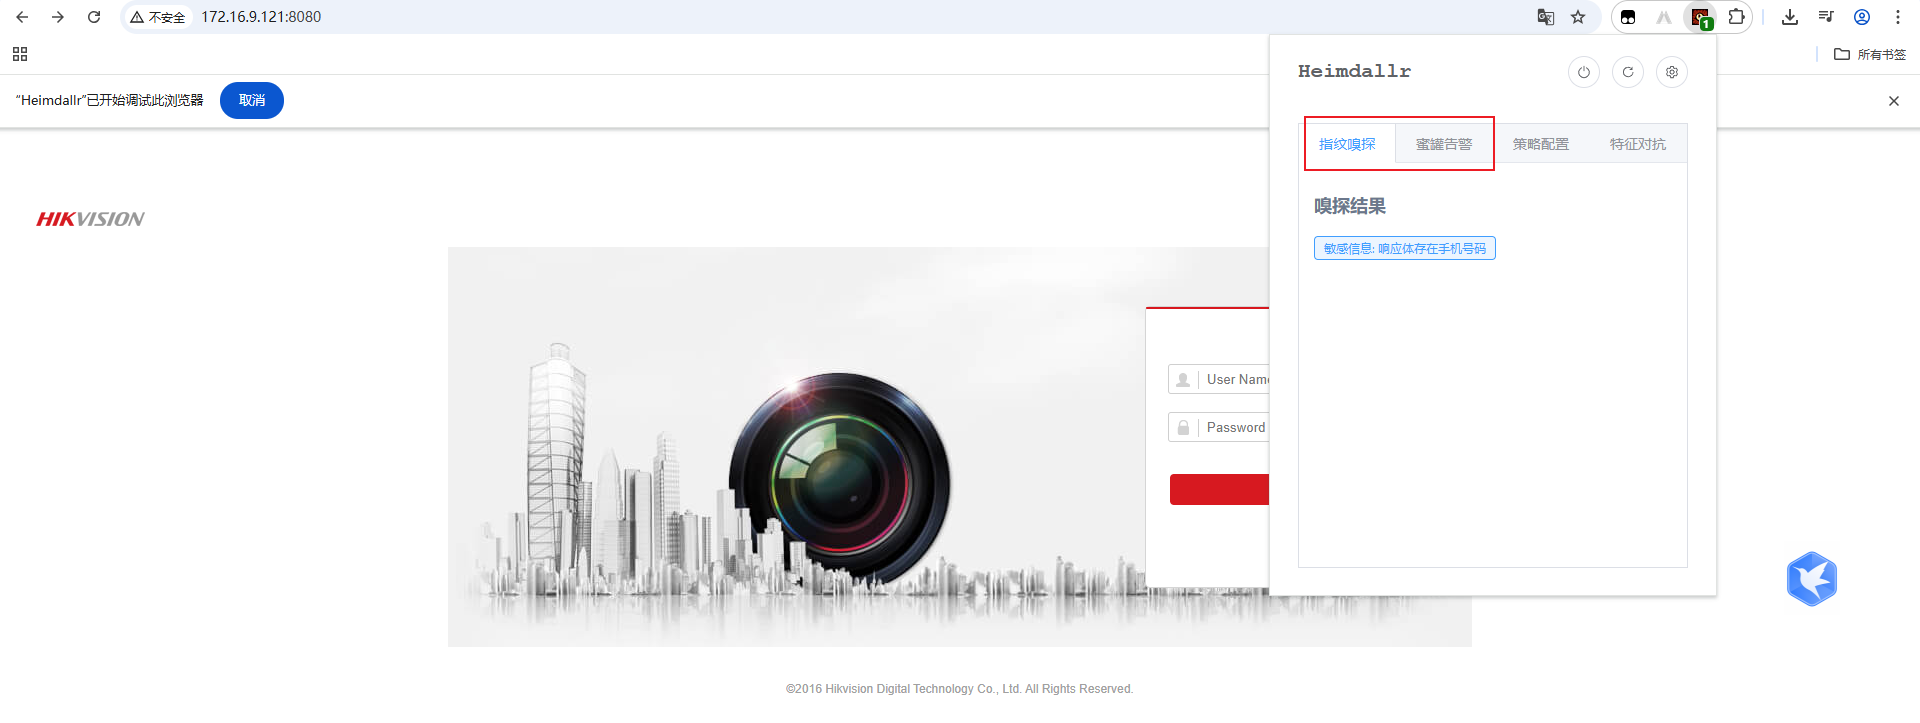 不安全 172.16.9.121:8080
1
所有书签
“Heimdallr”已开始调试此浏览器 取消
Heimdallr
指纹嗅探 蜜罐告警 策略配置 特征对抗
嗅探结果
敏感信息: 响应体存在手机号码
HIKVISION
User Name
Password
©2016 Hikvision Digital Technology Co., Ltd. All Rights Reserved.